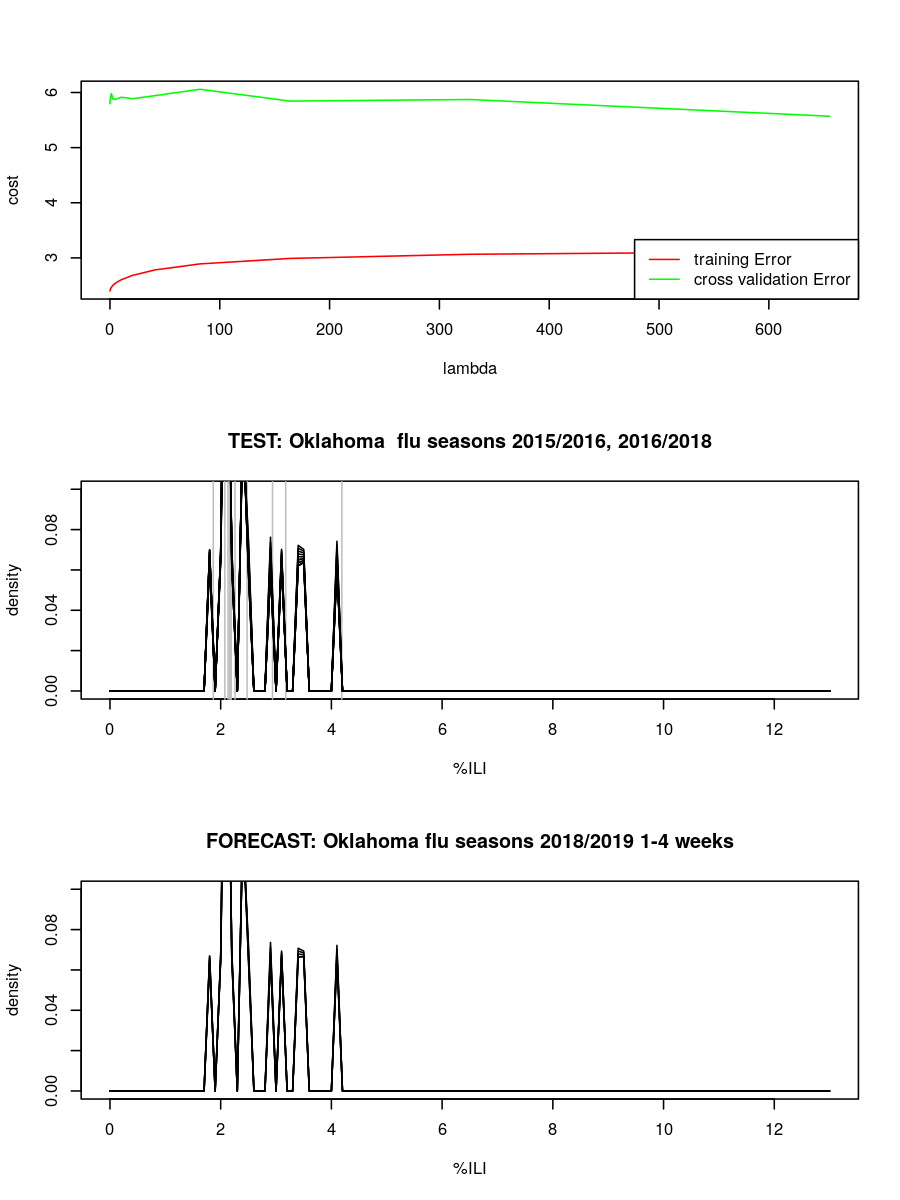 6
5
4
3
cost
training Error
cross validation Error
0 100 200 300 400 500 600
lambda
TEST: Oklahoma  flu seasons 2015/2016, 2016/2018
0.08
0.04
0.00
density
0 2 4 6 8 10 12
%ILI
FORECAST: Oklahoma flu seasons 2018/2019 1-4 weeks
0.08
0.04
0.00
density
0 2 4 6 8 10 12
%ILI